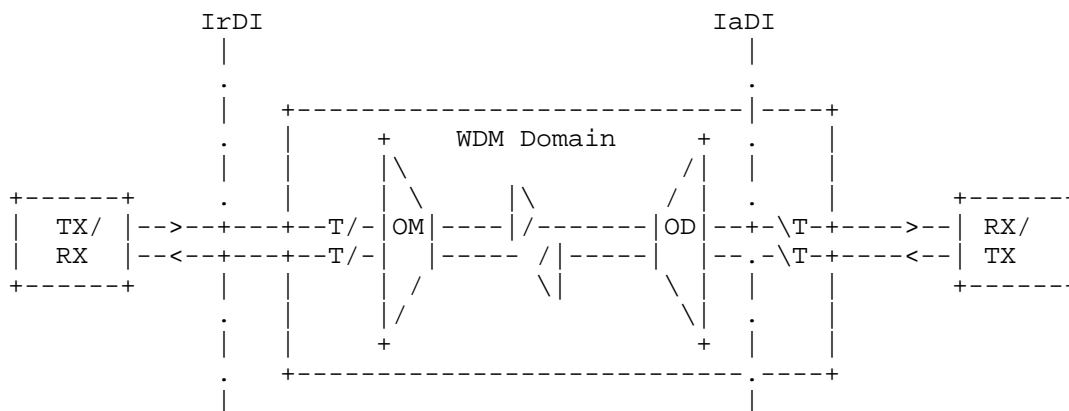 IrDI IaDI
WDM Domain
TX/ T/ OM OD \T RX/
RX T/ \T TX